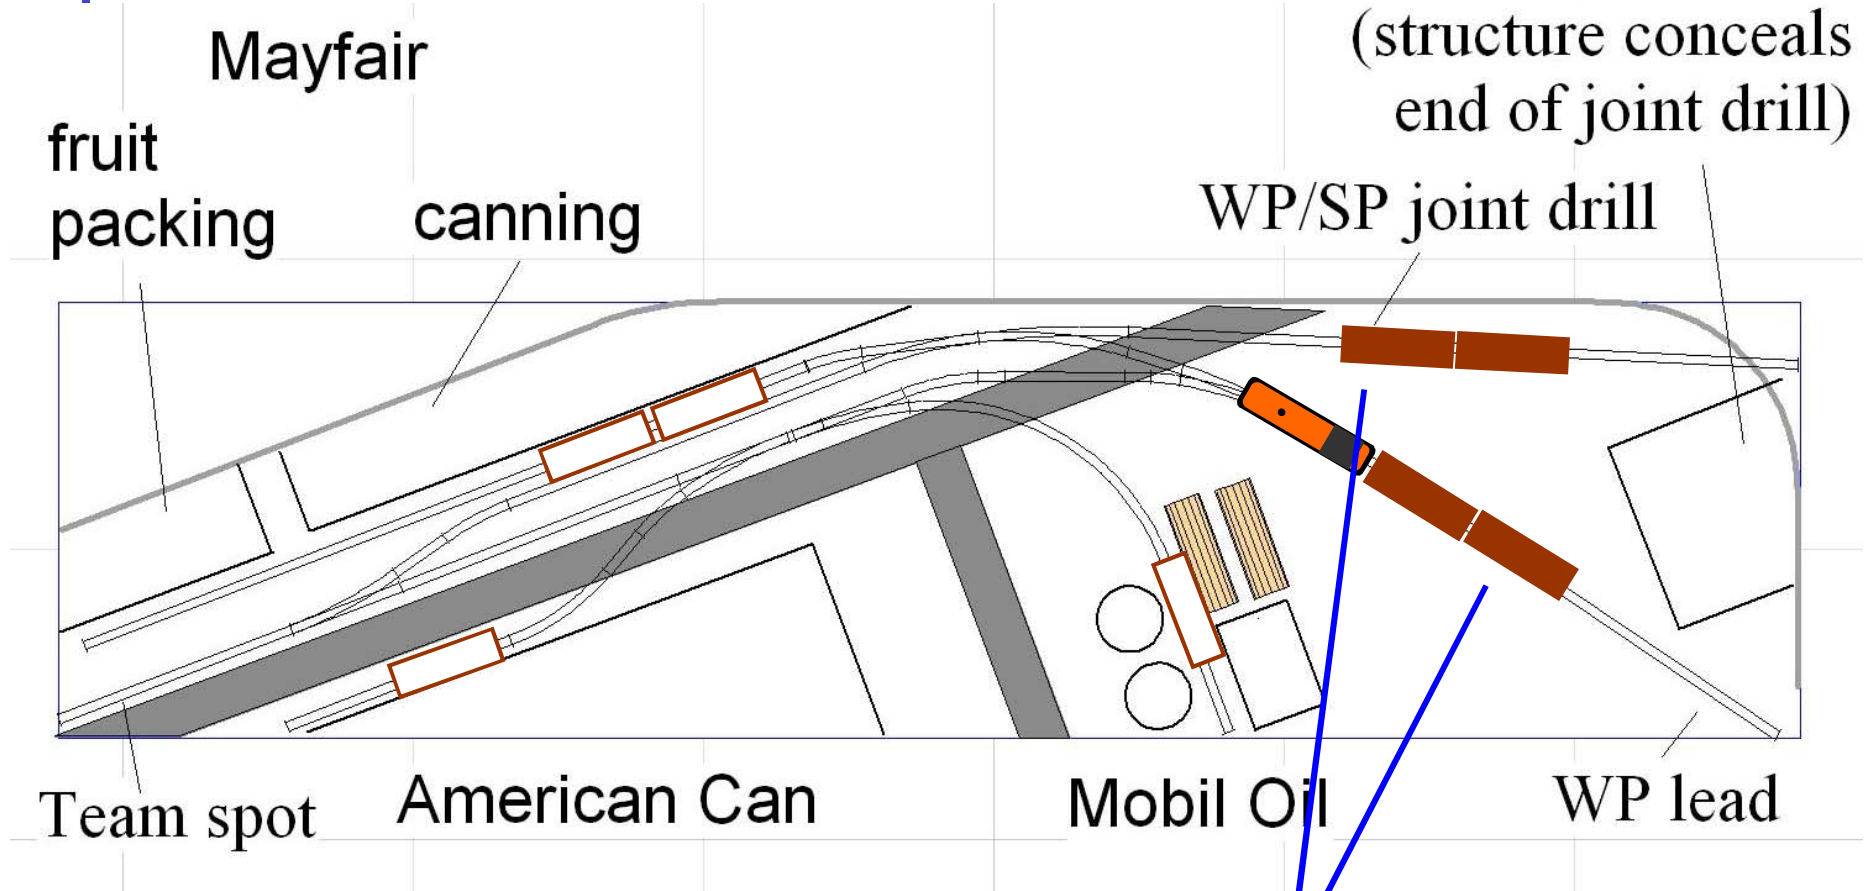 Mayfair
(structure conceals
end of joint drill)
fruit
packing
canning
WP/SP joint drill
Team spot
American Can
Mobil Oil
WP lead